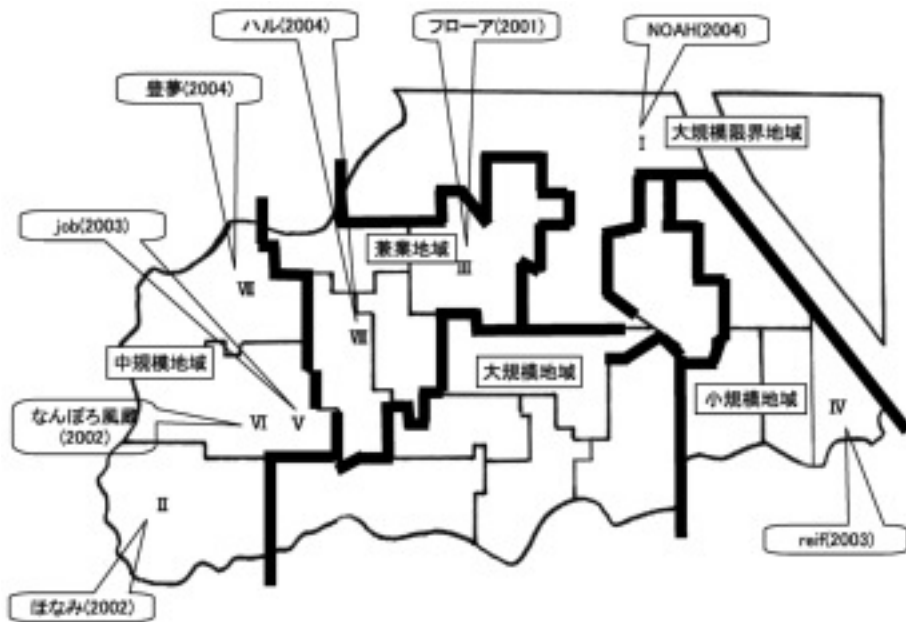 ハル(2004)
フローア(2001)
NOAH(2004)
豊夢(2004)
大規模限界地域
I
job(2003)
兼業地域
III
VII
VIII
中規模地域
大規模地域
小規模地域
IV
なんぽろ風蔵
(2002)
VI
V
II
reif(2003)
ほなみ(2002)